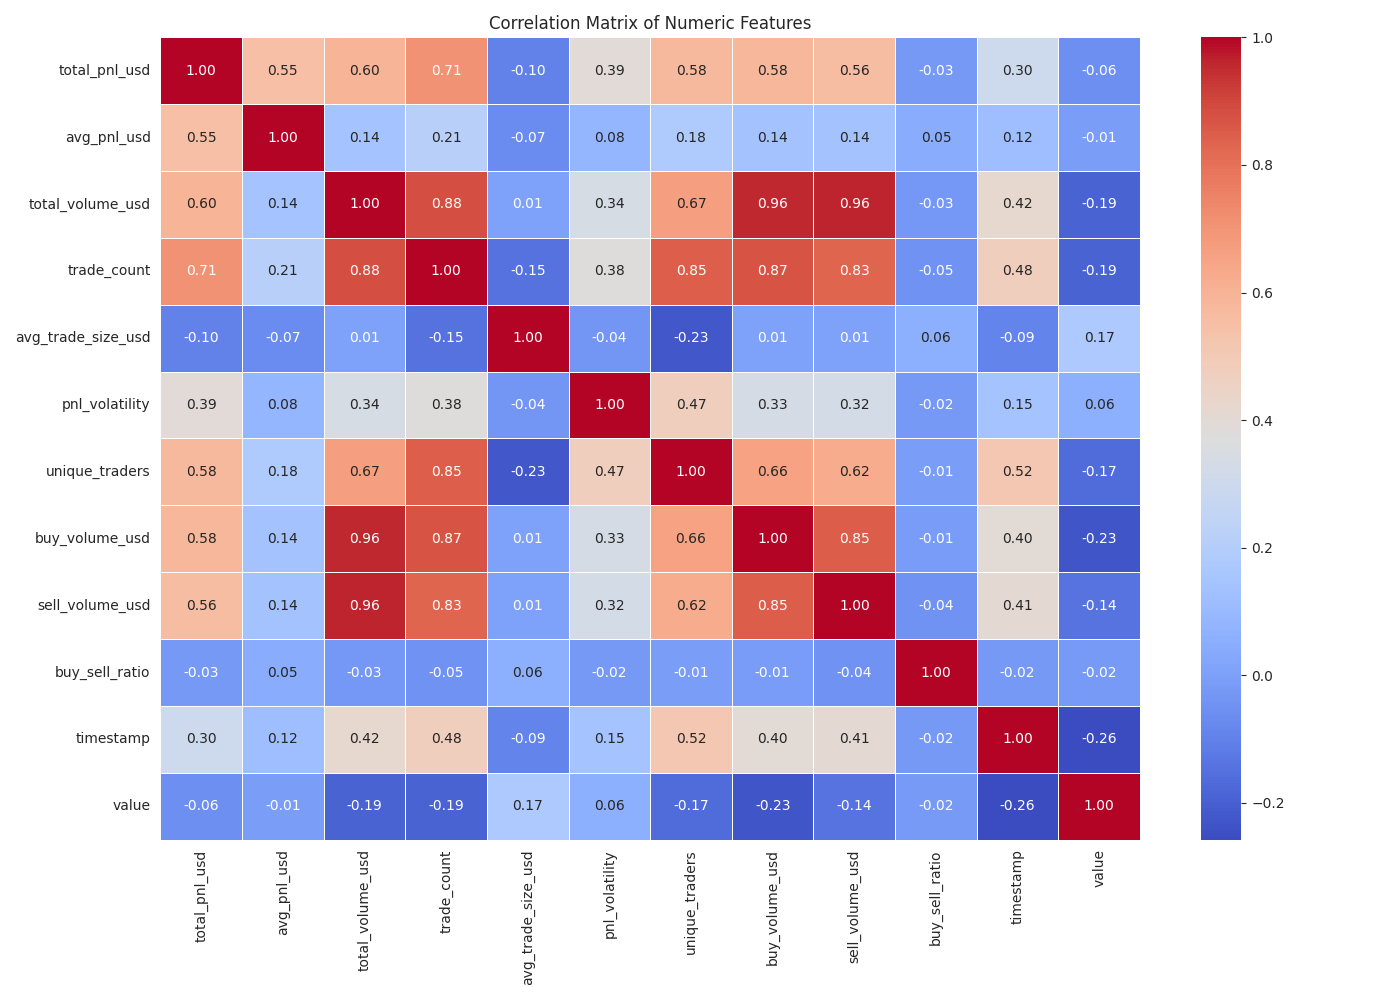 Correlation Matrix of Numeric Features
total_pnl_usd 1.00 0.55 0.60 0.71 -0.10 0.39 0.58 0.58 0.56 -0.03 0.30 -0.06
avg_pnl_usd 0.55 1.00 0.14 0.21 -0.07 0.08 0.18 0.14 0.14 0.05 0.12 -0.01
total_volume_usd 0.60 0.14 1.00 0.88 0.01 0.34 0.67 0.96 0.96 -0.03 0.42 -0.19
trade_count 0.71 0.21 0.88 1.00 -0.15 0.38 0.85 0.87 0.83 -0.05 0.48 -0.19
avg_trade_size_usd -0.10 -0.07 0.01 -0.15 1.00 -0.04 -0.23 0.01 0.01 0.06 -0.09 0.17
pnl_volatility 0.39 0.08 0.34 0.38 -0.04 1.00 0.47 0.33 0.32 -0.02 0.15 0.06
unique_traders 0.58 0.18 0.67 0.85 -0.23 0.47 1.00 0.66 0.62 -0.01 0.52 -0.17
buy_volume_usd 0.58 0.14 0.96 0.87 0.01 0.33 0.66 1.00 0.85 -0.01 0.40 -0.23
sell_volume_usd 0.56 0.14 0.96 0.83 0.01 0.32 0.62 0.85 1.00 -0.04 0.41 -0.14
buy_sell_ratio -0.03 0.05 -0.03 -0.05 0.06 -0.02 -0.01 -0.01 -0.04 1.00 -0.02 -0.02
timestamp 0.30 0.12 0.42 0.48 -0.09 0.15 0.52 0.40 0.41 -0.02 1.00 -0.26
value -0.06 -0.01 -0.19 -0.19 0.17 0.06 -0.17 -0.23 -0.14 -0.02 -0.26 1.00
total_pnl_usd
avg_pnl_usd
total_volume_usd
trade_count
avg_trade_size_usd
pnl_volatility
unique_traders
buy_volume_usd
sell_volume_usd
buy_sell_ratio
timestamp
value
1.0
0.8
0.6
0.4
0.2
0.0
−0.2